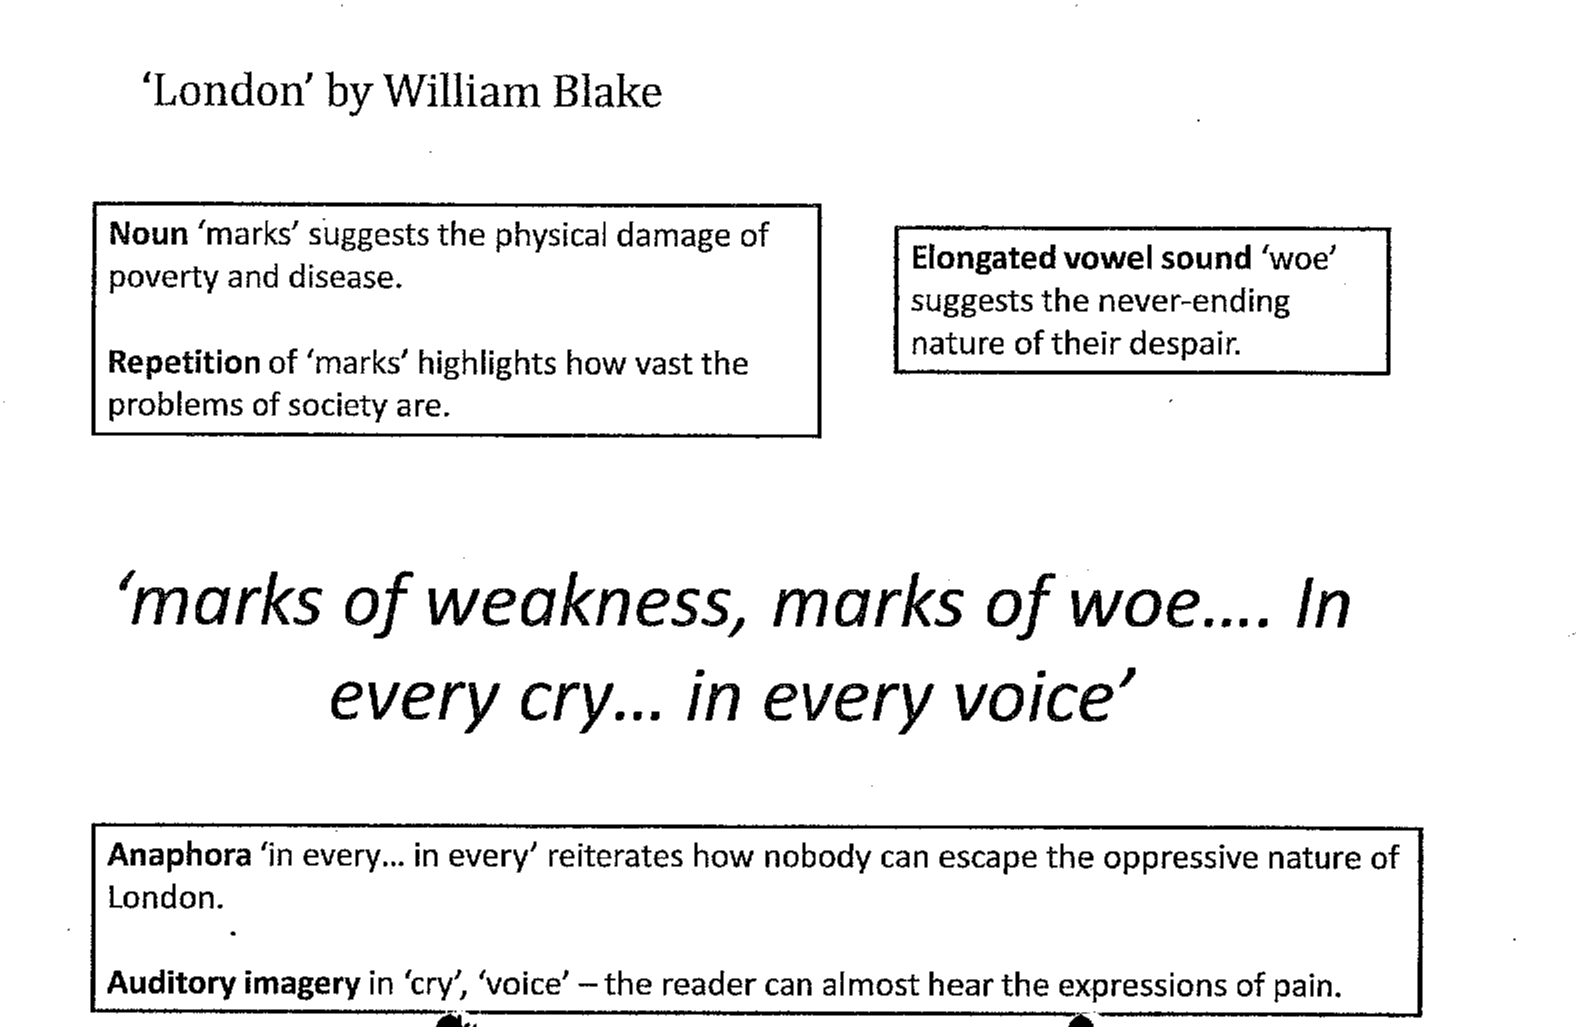 ‘London’ by William Blake
Noun ‘marks’ suggests the physical damage of
poverty and disease.
Repetition of ‘marks’ highlights how vast the
problems of society are.
Elongated vowel sound ‘woe’
suggests the never-ending
nature of their despair.
‘marks of weakness, marks of woe.... In
every cry... in every voice’
Anaphora ‘in every... in every’ reiterates how nobody can escape the oppressive nature of
London.
Auditory imagery in ‘cry’, ‘voice’ – the reader can almost hear the expressions of pain.